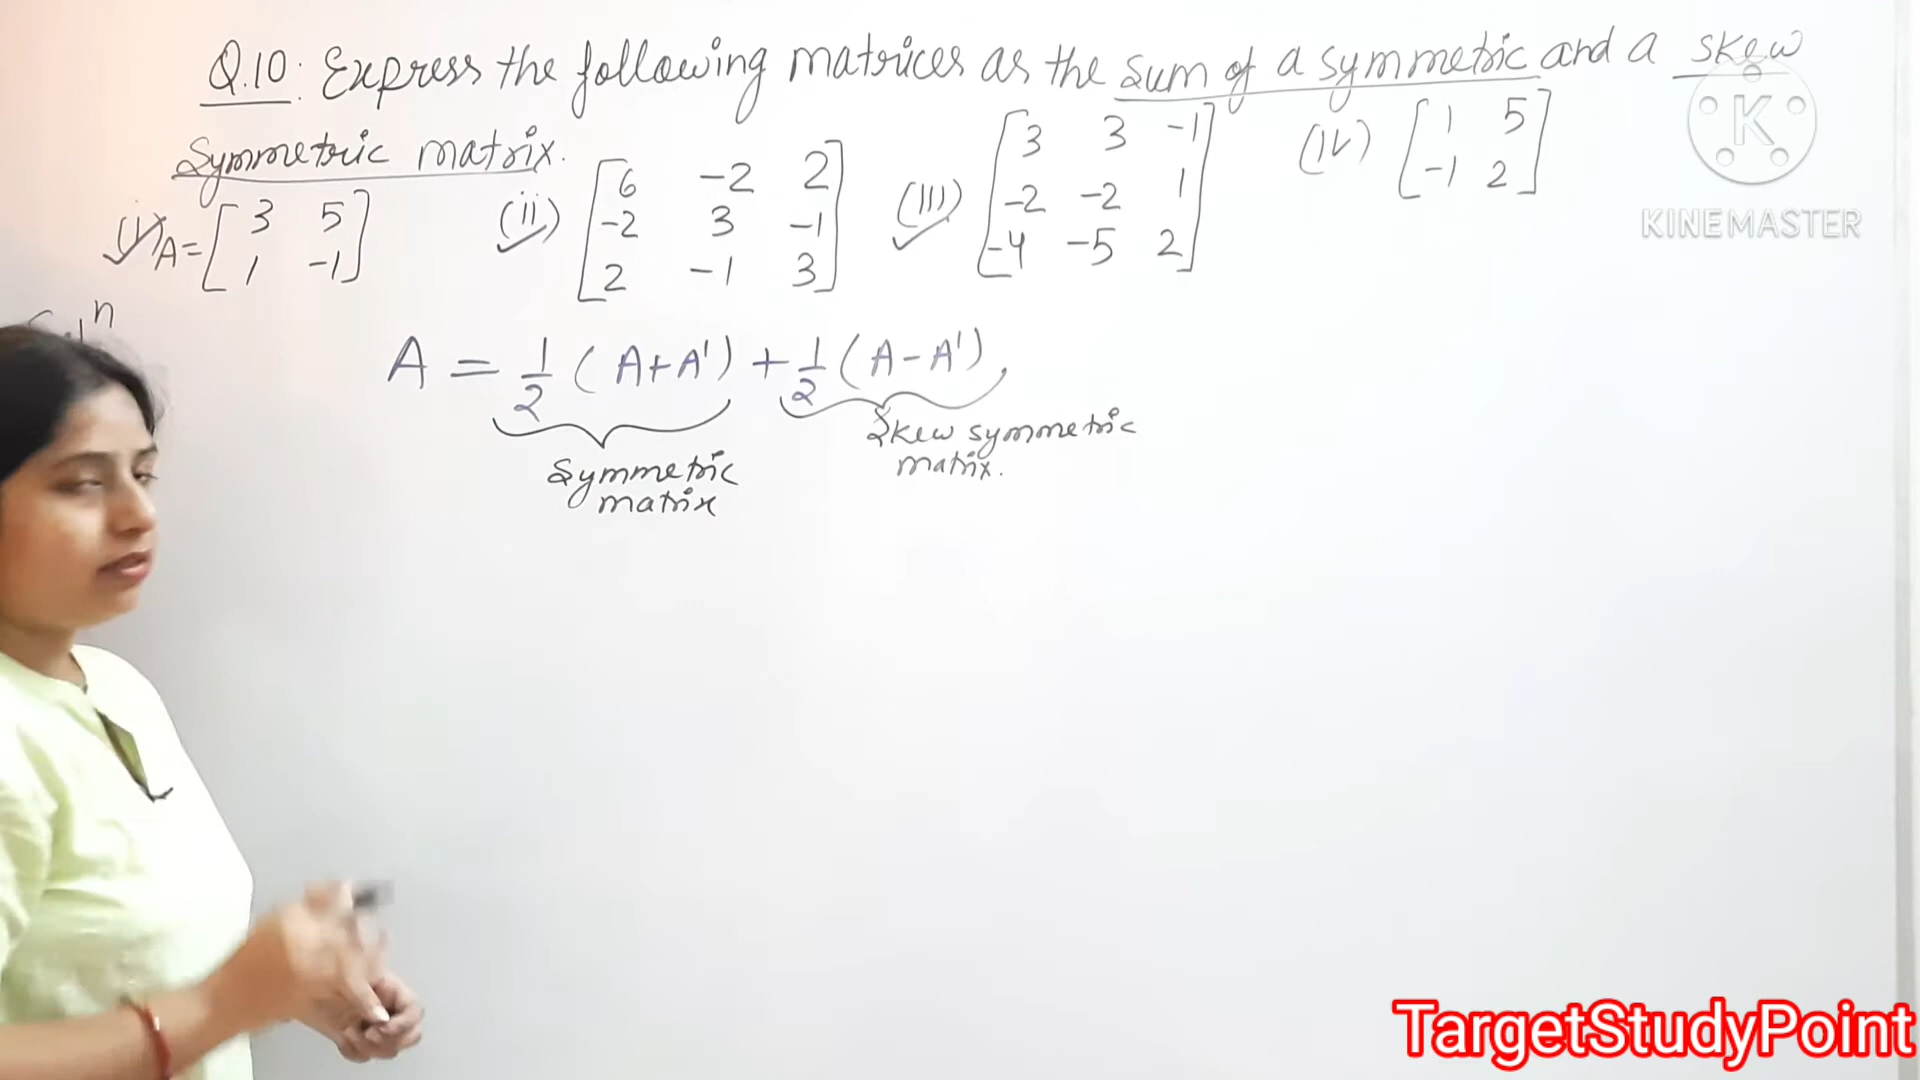 Q.10: Express the following matrices as the sum of a symmetric and a skew
Symmetric matrix.
(i) A = [ 3 5
1 -1 ]
(ii) [ 6 -2 2
-2 3 -1
2 -1 3 ]
(iii) [ 3 3 -1
-2 -2 1
-4 -5 2 ]
(iv) [ 1 5
-1 2 ]
K
KINEMASTER
A = 1/2 (A+A') + 1/2 (A-A'),
Symmetric
matrix
Skew symmetric
matrix.
TargetStudyPoint